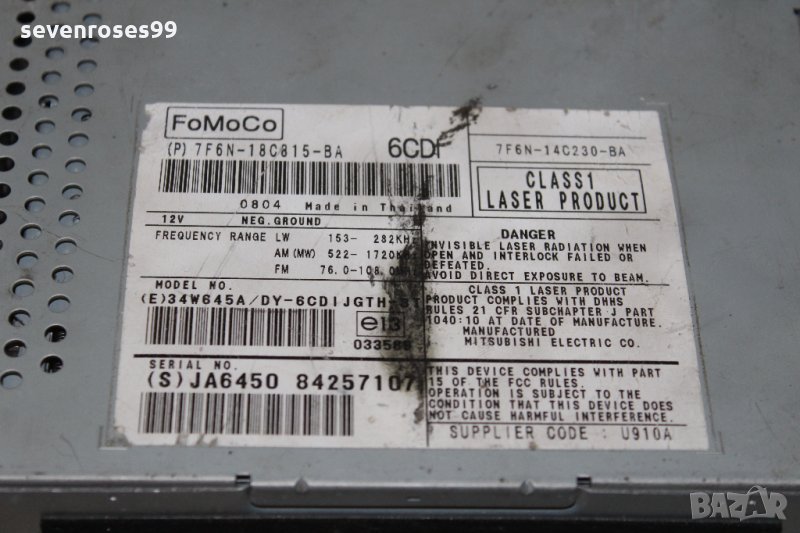 sevenroses99
FoMoCo
(P) 7F6N-18C815-BA
0804 Made in Thailand
12V NEG.GROUND
FREQUENCY RANGE LW 153- 282KH
AM (MW) 522- 1720K
FM 76.0-108.0
MODEL NO.
(E)34W645A/DY-6CDIJGTH-ST
e13
SERIAL NO.
(S)JA6450 84257107
7F6N-14C230-BA
CLASS1
LASER PRODUCT
DANGER
INVISIBLE LASER RADIATION WHEN
OPEN AND INTERLOCK FAILED OR
DEFEATED.
AVOID DIRECT EXPOSURE TO BEAM.
CLASS 1 LASER PRODUCT
PRODUCT COMPLIES WITH DHHS
RULES 21 CFR SUBCHAPTER J PART
1040:10 AT DATE OF MANUFACTURE.
MANUFACTURED
MITSUBISHI ELECTRIC CO.
THIS DEVICE COMPLIES WITH PART
15 OF THE FCC RULES.
OPERATION IS SUBJECT TO THE
CONDITION THAT THIS DEVICE DOES
NOT CAUSE HARMFUL INTERFERENCE.
SUPPLIER CODE : U910A
BAZAR